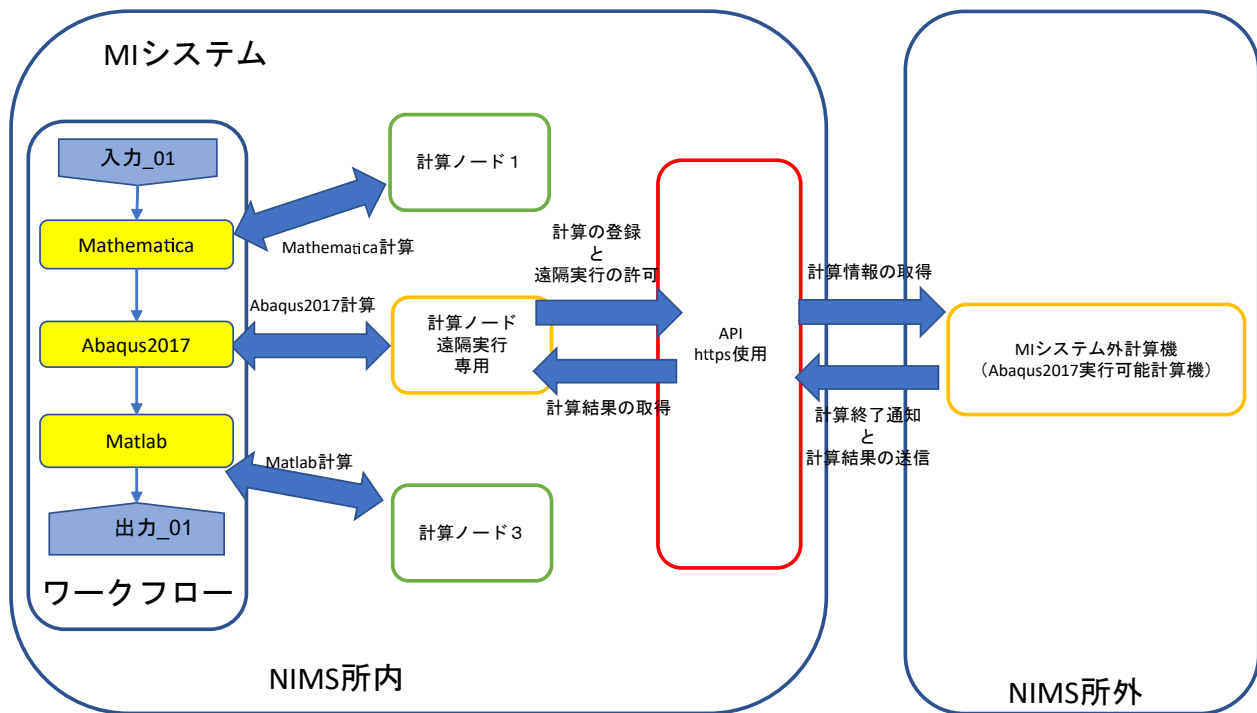 MIシステム
入力_01
Mathematica
Abaqus2017
Matlab
出力_01
ワークフロー
計算ノード１
Mathematica計算
Abaqus2017計算
計算ノード
遠隔実行
専用
Matlab計算
計算ノード３
計算の登録
と
遠隔実行の許可
計算結果の取得
API
https使用
計算情報の取得
計算終了通知
と
計算結果の送信
MIシステム外計算機
（Abaqus2017実行可能計算機）
NIMS所内
NIMS所外